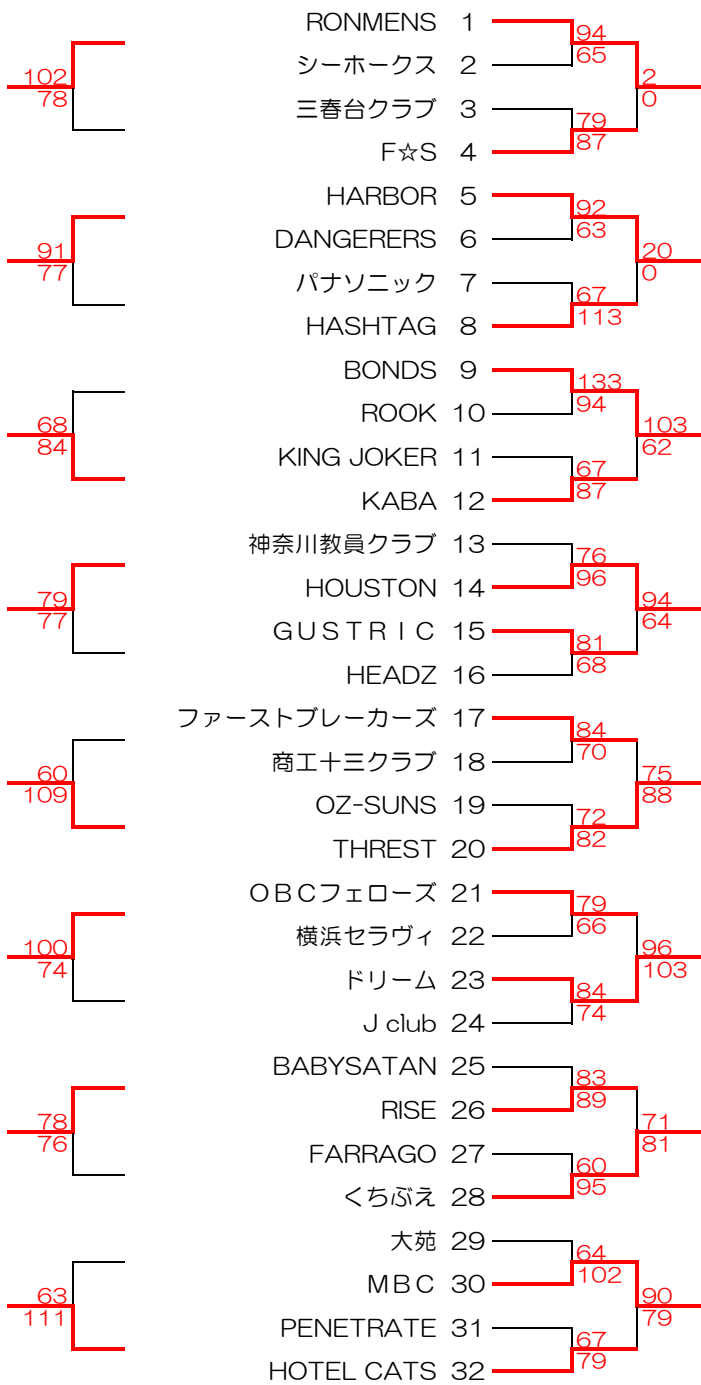 RONMENS 1
94
65
シーホークス 2
102
78
2
0
三春台クラブ 3
79
87
F☆S 4
HARBOR 5
92
63
DANGERERS 6
91
77
20
0
パナソニック 7
67
113
HASHTAG 8
BONDS 9
133
94
ROOK 10
68
84
103
62
KING JOKER 11
67
87
KABA 12
神奈川教員クラブ 13
76
96
HOUSTON 14
79
77
94
64
ＧＵＳＴＲＩＣ 15
81
68
HEADZ 16
ファーストブレーカーズ 17
84
70
商工十三クラブ 18
60
109
75
88
OZ-SUNS 19
72
82
THREST 20
ＯＢＣフェローズ 21
79
66
横浜セラヴィ 22
100
74
96
103
ドリーム 23
84
74
J club 24
BABYSATAN 25
83
89
RISE 26
78
76
71
81
FARRAGO 27
60
95
くちぶえ 28
大苑 29
64
102
ＭＢＣ 30
63
111
90
79
PENETRATE 31
67
79
HOTEL CATS 32